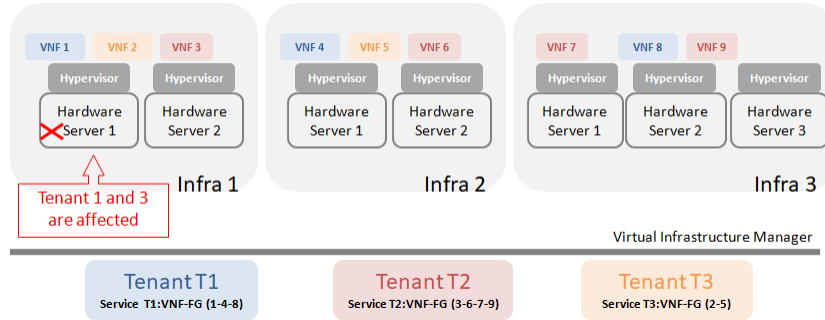 VNF 1 VNF 2 VNF 3 VNF 4 VNF 5 VNF 6 VNF 7 VNF 8 VNF 9
Hypervisor Hypervisor Hypervisor Hypervisor Hypervisor Hypervisor Hypervisor
Hardware Hardware Hardware Hardware Hardware Hardware Hardware
Server 1 Server 2 Server 1 Server 2 Server 1 Server 2 Server 3
Infra 1 Infra 2 Infra 3
Tenant 1 and 3
are affected
Virtual Infrastructure Manager
Tenant T1 Tenant T2 Tenant T3
Service T1:VNF-FG (1-4-8) Service T2:VNF-FG (3-6-7-9) Service T3:VNF-FG (2-5)